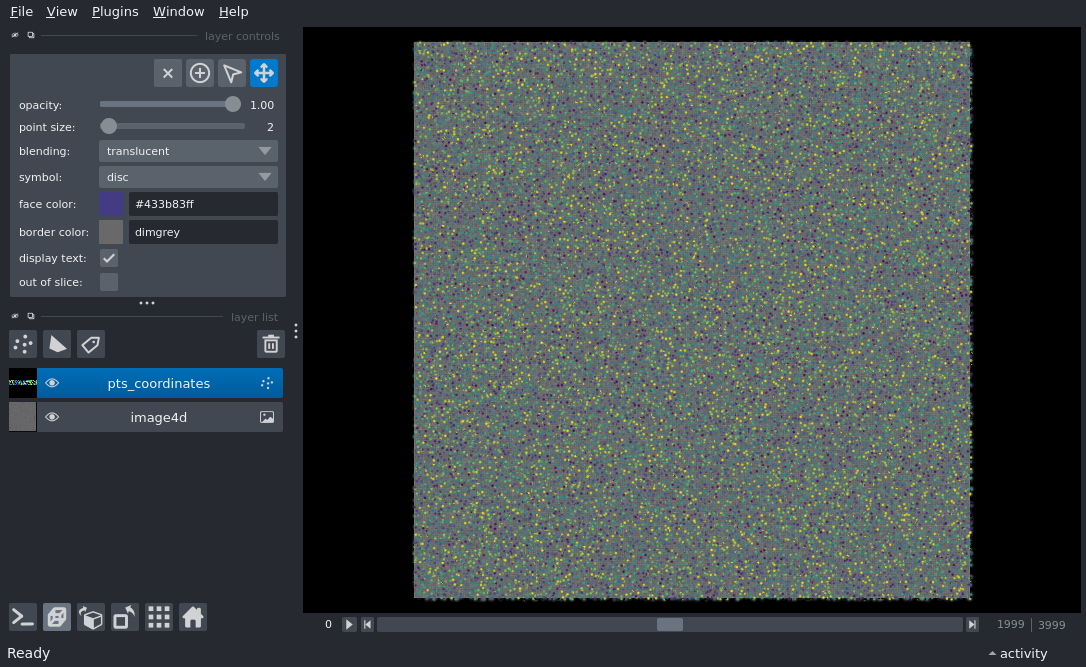 File View Plugins Window Help
layer controls
opacity: 1.00
point size: 2
blending: translucent
symbol: disc
face color: #433b83ff
border color: dimgrey
display text:
out of slice:
layer list
pts_coordinates
image4d
0 1999 3999
Ready activity